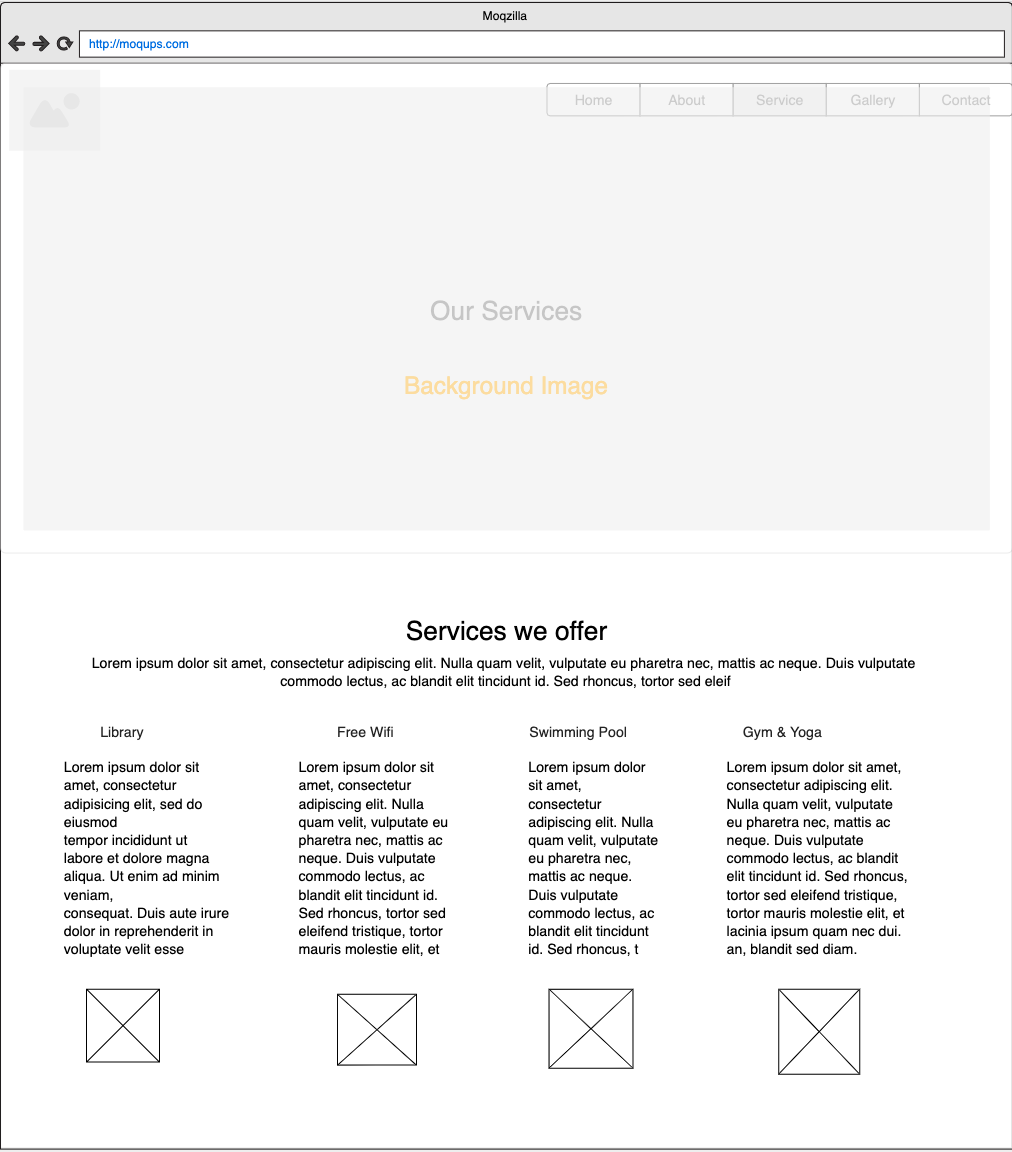 Moqzilla
http://moqups.com
Home
About
Service
Gallery
Contact
Our Services
Background Image
Services we offer
Lorem ipsum dolor sit amet, consectetur adipiscing elit. Nulla quam velit, vulputate eu pharetra nec, mattis ac neque. Duis vulputate
commodo lectus, ac blandit elit tincidunt id. Sed rhoncus, tortor sed eleif
Library
Lorem ipsum dolor sit
amet, consectetur
adipisicing elit, sed do
eiusmod
tempor incididunt ut
labore et dolore magna
aliqua. Ut enim ad minim
veniam,
consequat. Duis aute irure
dolor in reprehenderit in
voluptate velit esse
Free Wifi
Lorem ipsum dolor sit
amet, consectetur
adipiscing elit. Nulla
quam velit, vulputate eu
pharetra nec, mattis ac
neque. Duis vulputate
commodo lectus, ac
blandit elit tincidunt id.
Sed rhoncus, tortor sed
eleifend tristique, tortor
mauris molestie elit, et
Swimming Pool
Lorem ipsum dolor
sit amet,
consectetur
adipiscing elit. Nulla
quam velit, vulputate
eu pharetra nec,
mattis ac neque.
Duis vulputate
commodo lectus, ac
blandit elit tincidunt
id. Sed rhoncus, t
Gym & Yoga
Lorem ipsum dolor sit amet,
consectetur adipiscing elit.
Nulla quam velit, vulputate
eu pharetra nec, mattis ac
neque. Duis vulputate
commodo lectus, ac blandit
elit tincidunt id. Sed rhoncus,
tortor sed eleifend tristique,
tortor mauris molestie elit, et
lacinia ipsum quam nec dui.
an, blandit sed diam.